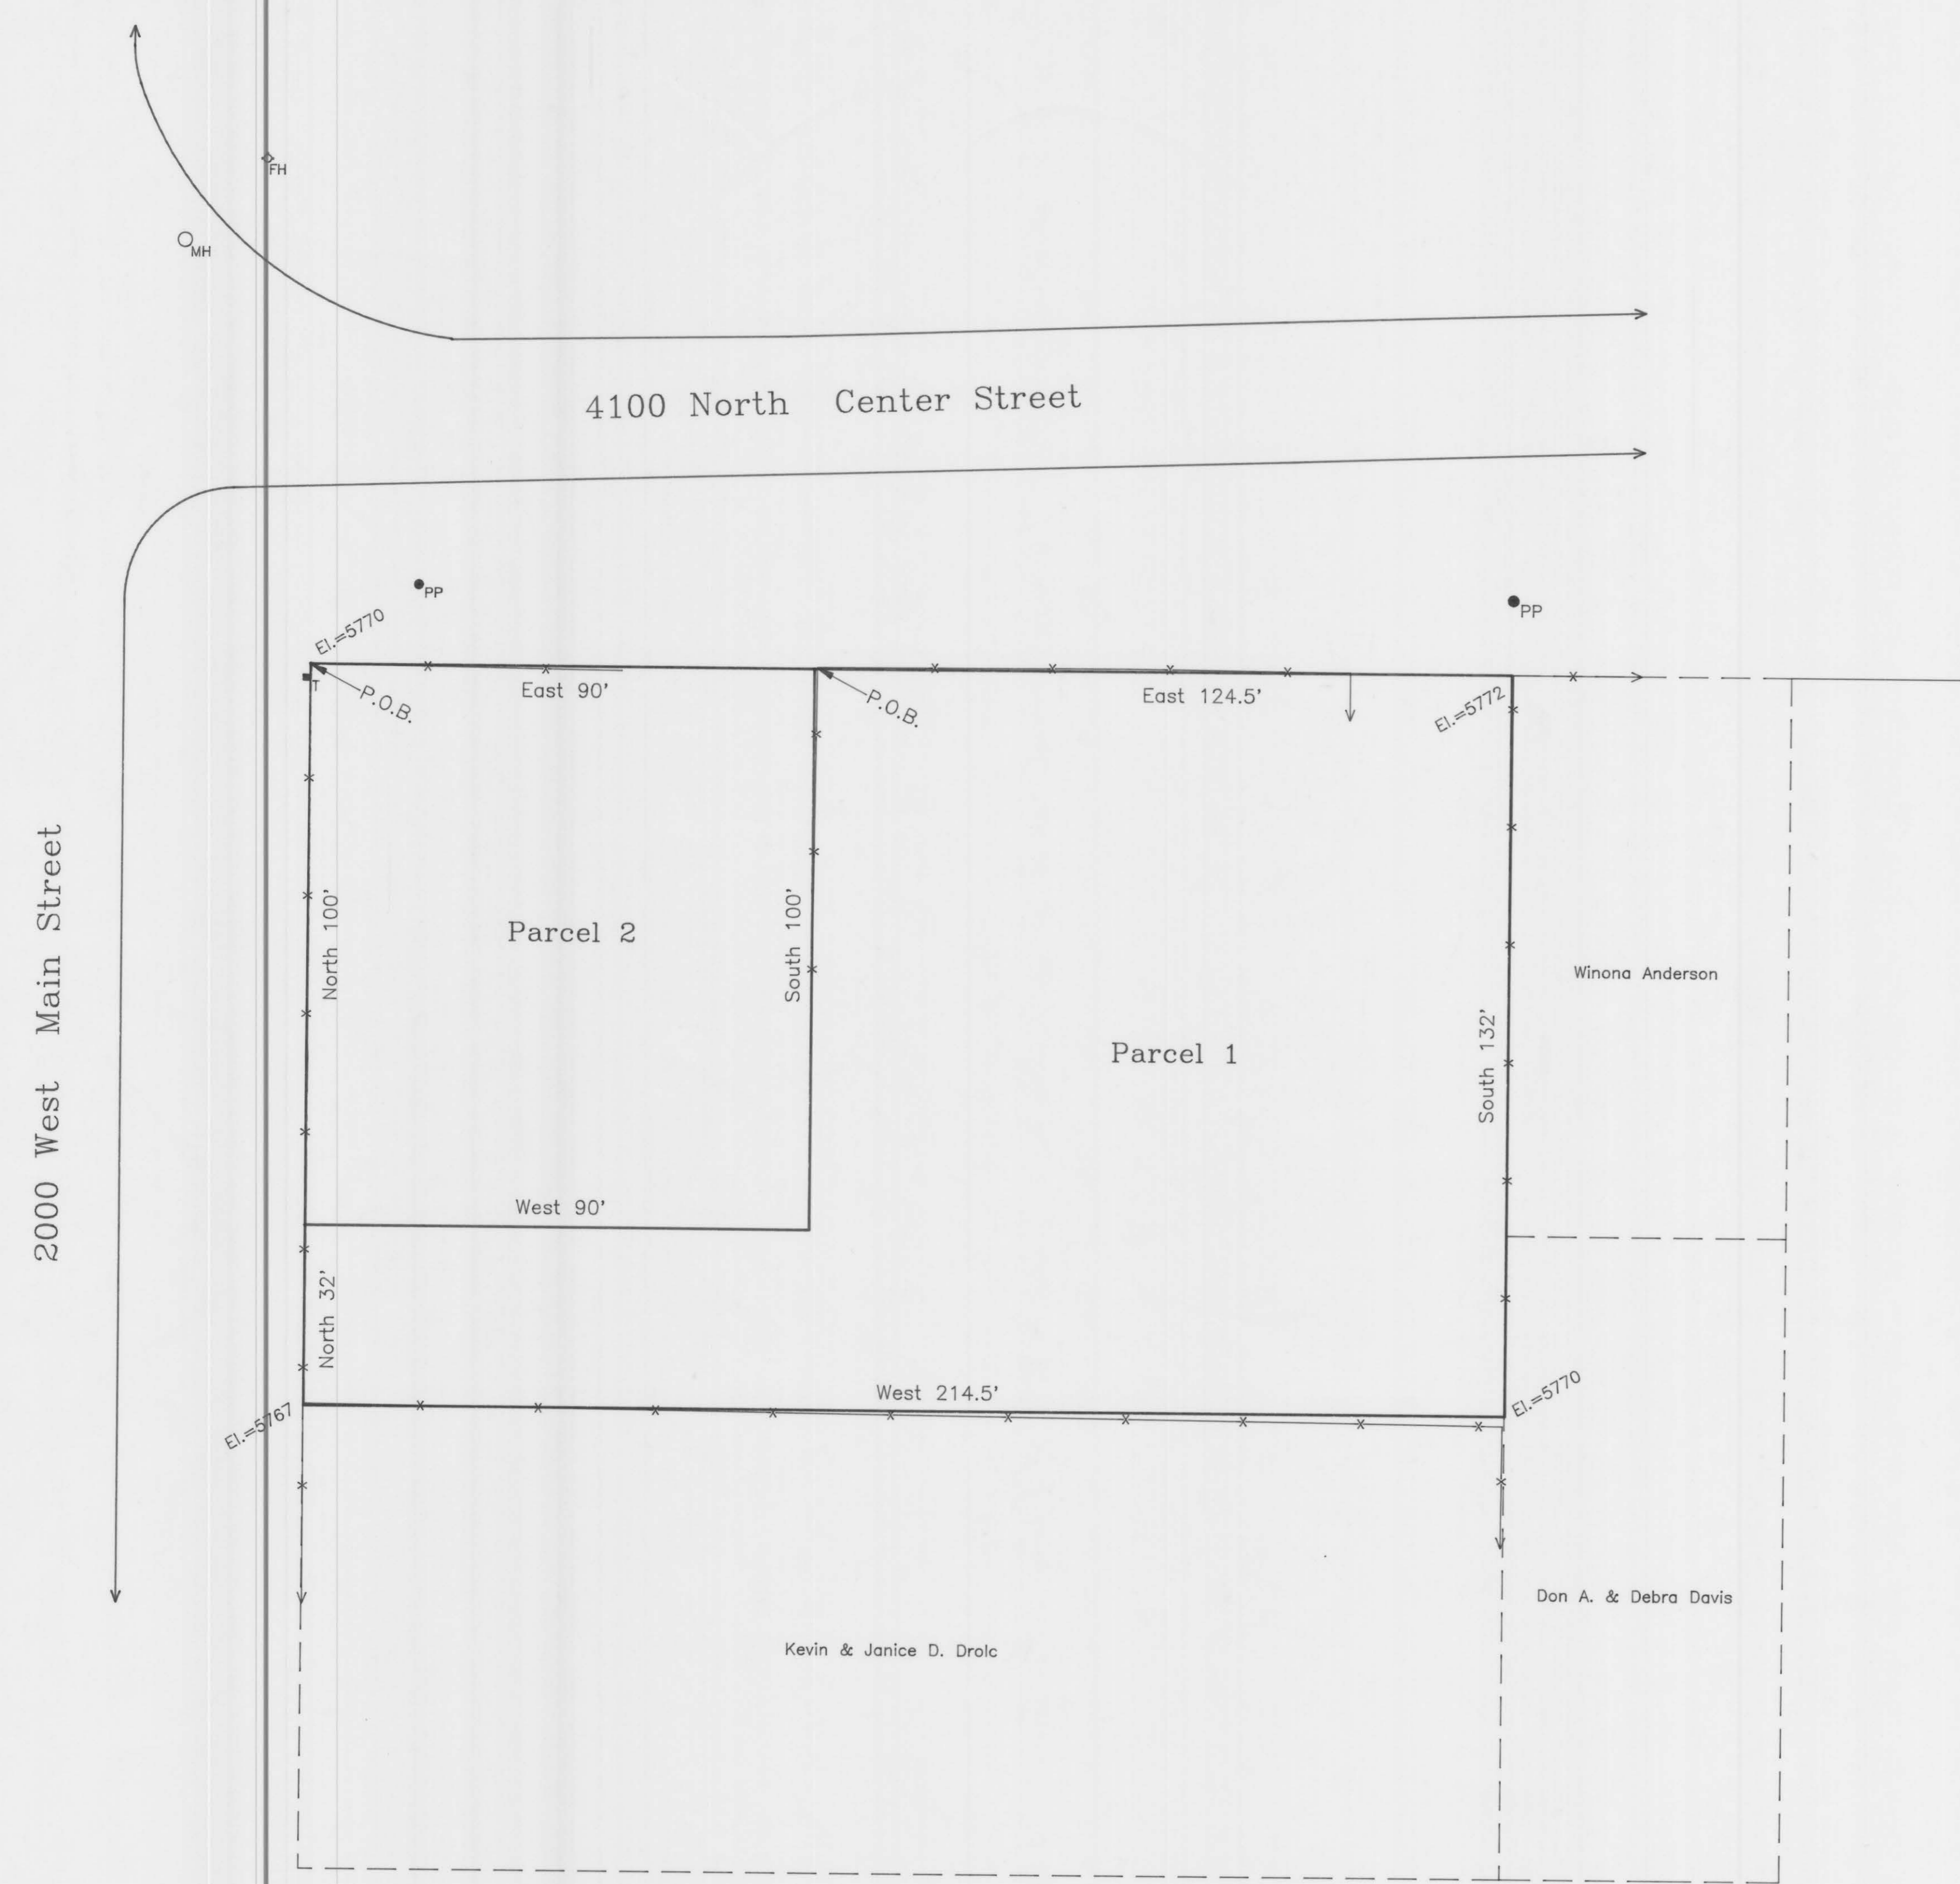 FH
MH
4100 North Center Street
PP
PP
El.=5770
T
P.O.B.
East 90'
P.O.B.
East 124.5'
El.=5772
2000 West Main Street
North 100'
Parcel 2
South 100'
Parcel 1
South 132'
Winona Anderson
West 90'
North 32'
West 214.5'
El.=5767
El.=5770
Don A. & Debra Davis
Kevin & Janice D. Drolc